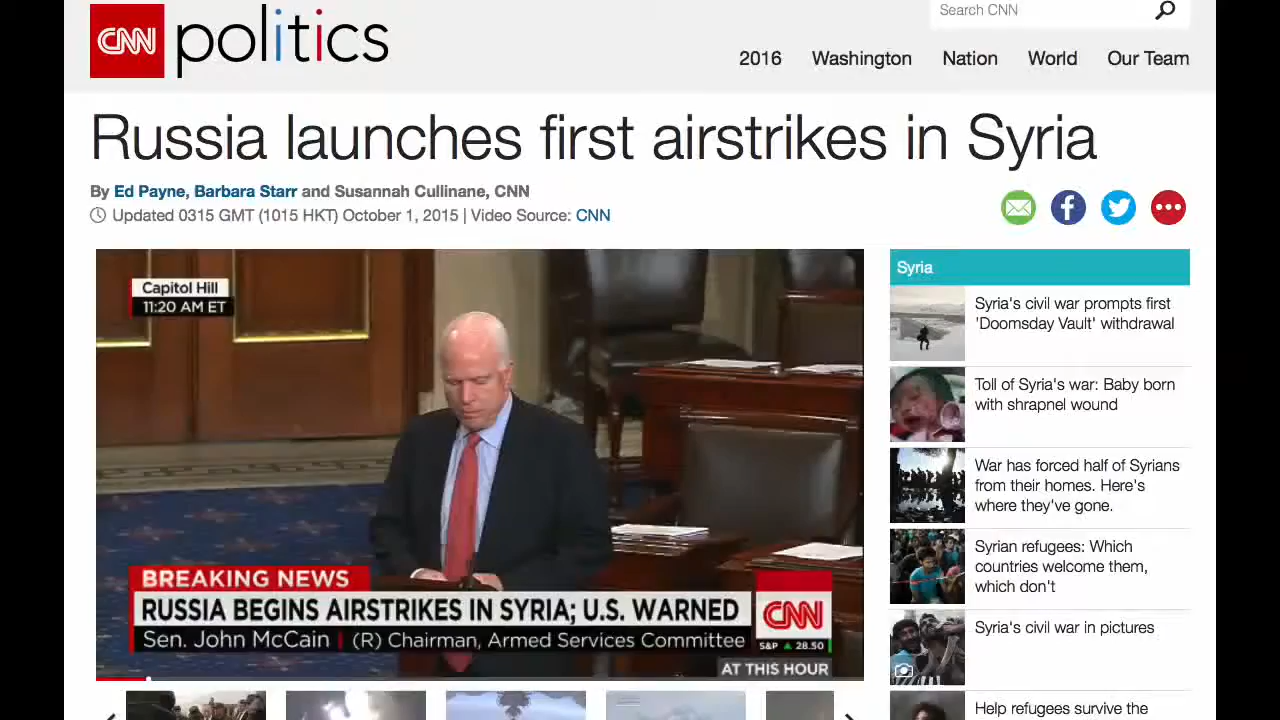 CNN politics
Search CNN
2016 Washington Nation World Our Team
Russia launches first airstrikes in Syria
By Ed Payne, Barbara Starr and Susannah Cullinane, CNN
Updated 0315 GMT (1015 HKT) October 1, 2015 | Video Source: CNN
Capitol Hill
11:20 AM ET
BREAKING NEWS
RUSSIA BEGINS AIRSTRIKES IN SYRIA; U.S. WARNED
Sen. John McCain | (R) Chairman, Armed Services Committee
CNN
S&P ▲ 28.50
AT THIS HOUR
Syria
Syria's civil war prompts first
'Doomsday Vault' withdrawal
Toll of Syria's war: Baby born
with shrapnel wound
War has forced half of Syrians
from their homes. Here's
where they've gone.
Syrian refugees: Which
countries welcome them,
which don't
Syria's civil war in pictures
Help refugees survive the